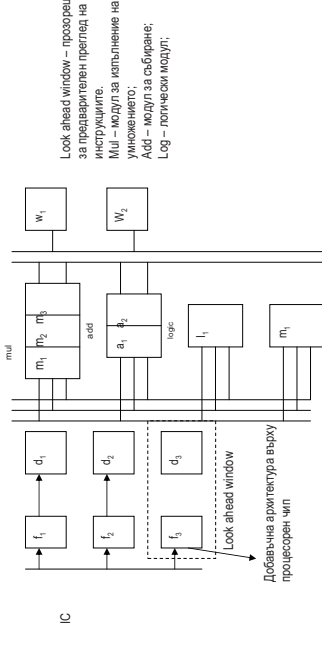 IC
f₁
f₂
f₃
d₁
d₂
d₃
Look ahead window
Добавъчна архитектура върху
процесорен чип
mul
m₁ m₂ m₃
add
a₁ a₂
logic
l₁
m₁
w₁
W₂
Look ahead window – прозорец
за предварителен преглед на
инструкциите.
Mul – модул за изпълнение на
умножението;
Add – модул за събиране;
Log – логически модул;